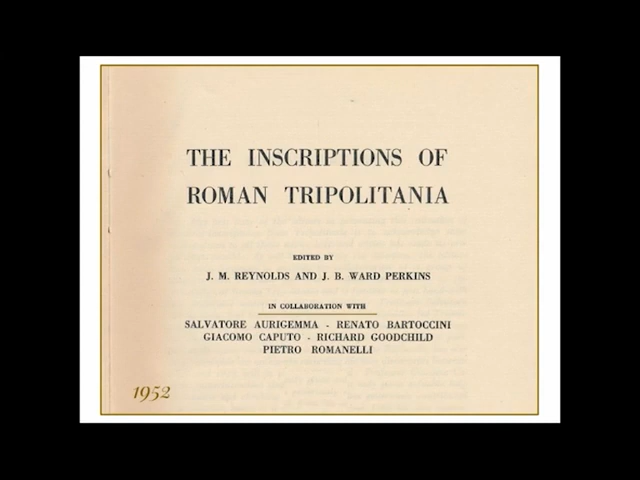 THE INSCRIPTIONS OF
ROMAN TRIPOLITANIA
EDITED BY
J. M. REYNOLDS AND J. B. WARD PERKINS
IN COLLABORATION WITH
SALVATORE AURIGEMMA - RENATO BARTOCCINI
GIACOMO CAPUTO - RICHARD GOODCHILD
PIETRO ROMANELLI
1952